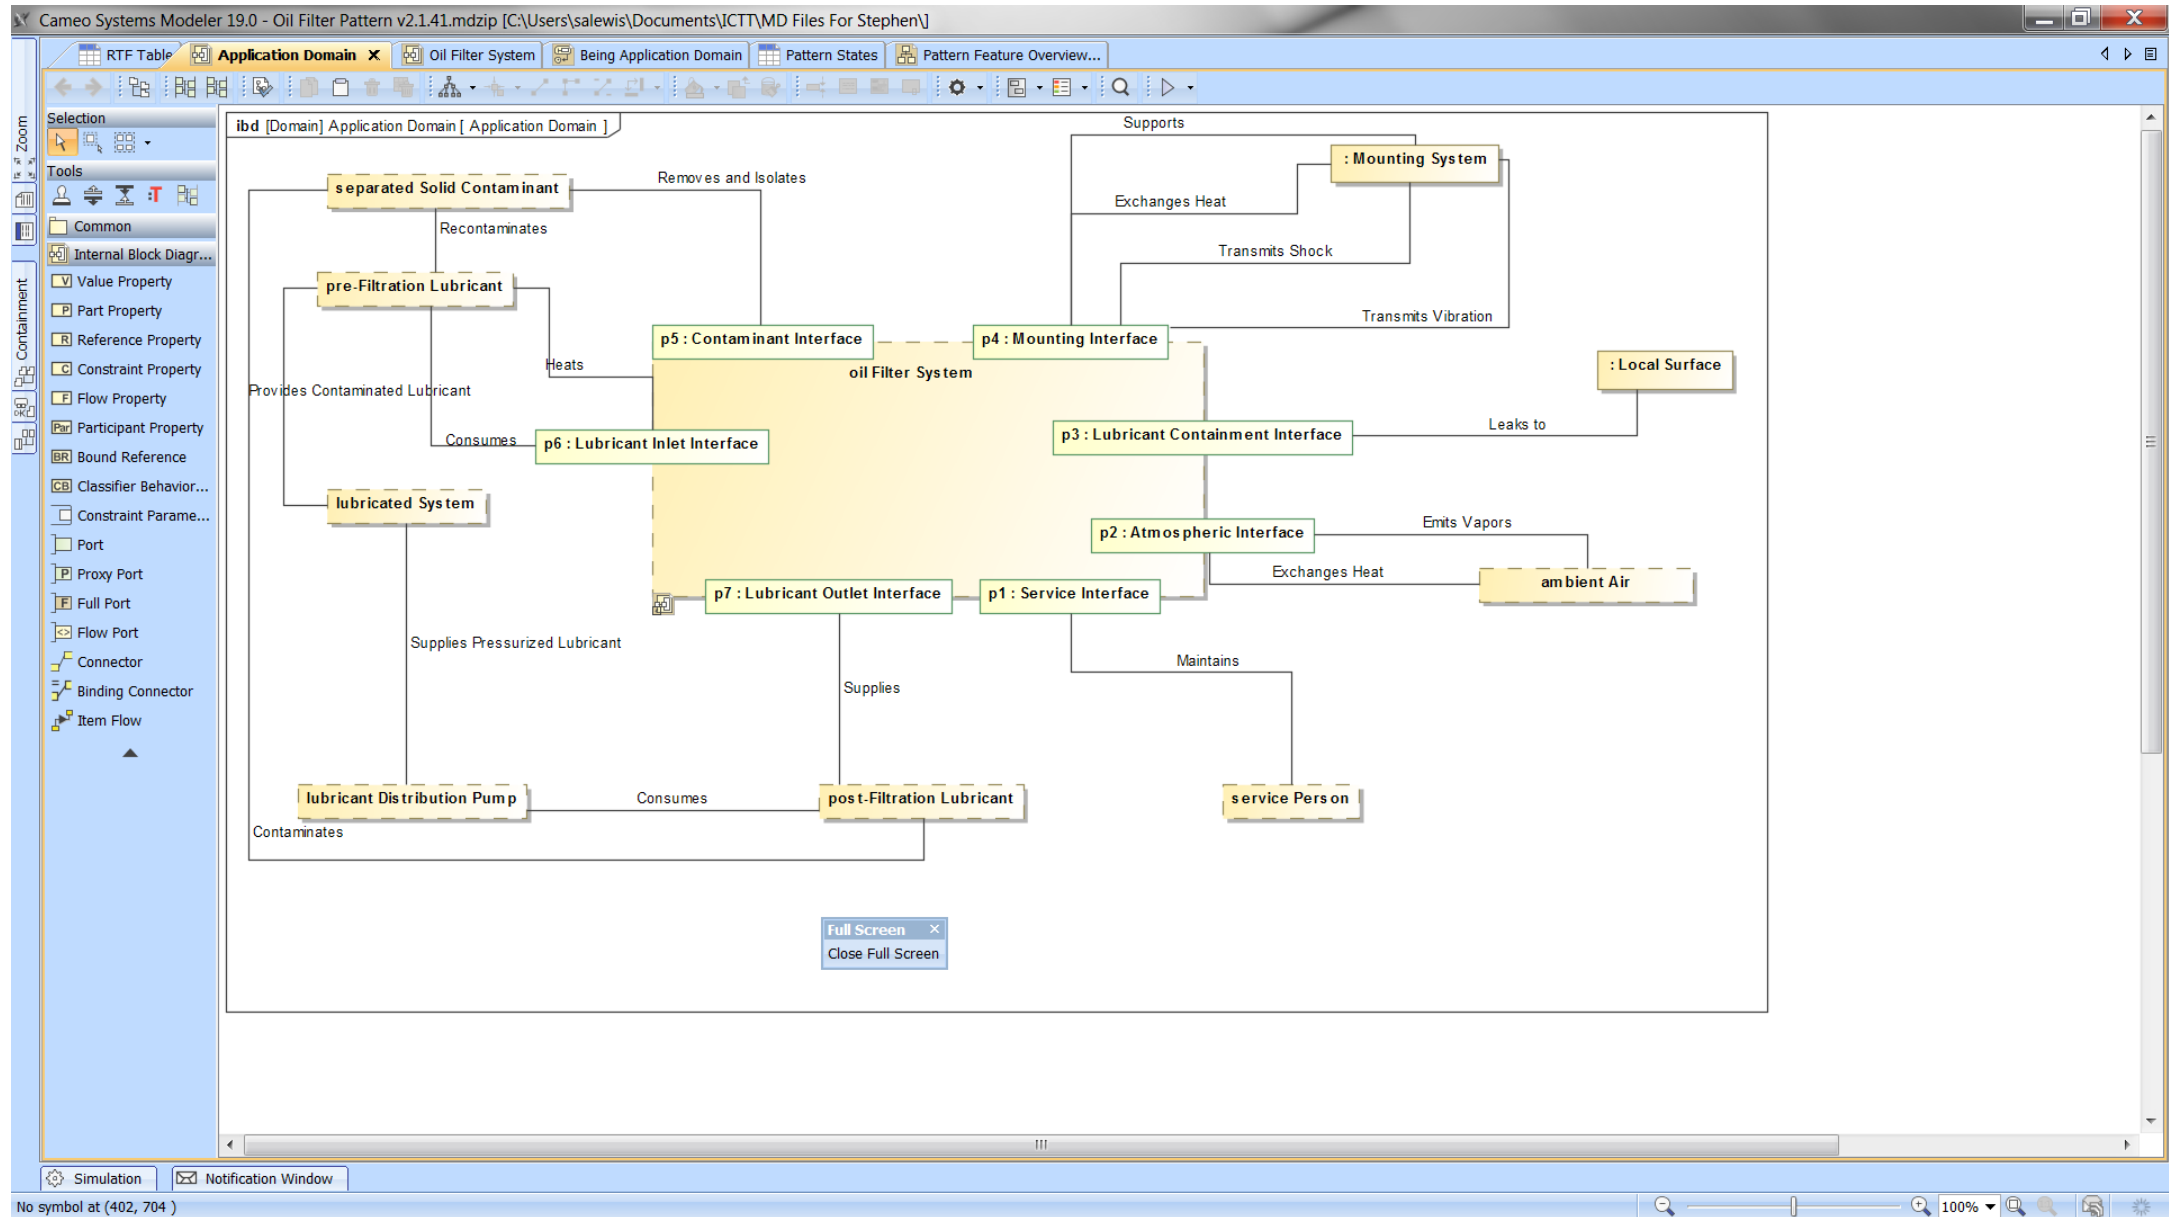 Cameo Systems Modeler 19.0 - Oil Filter Pattern v2.1.41.mdzip [C:\Users\salewis\Documents\ICTT\MD Files For Stephen\]
RTF Table
Application Domain
Oil Filter System
Being Application Domain
Pattern States
Pattern Feature Overview...
Zoom
Containment
Selection
Tools
Common
Internal Block Diagr...
Value Property
Part Property
Reference Property
Constraint Property
Flow Property
Participant Property
Bound Reference
Classifier Behavior...
Constraint Parame...
Port
Proxy Port
Full Port
Flow Port
Connector
Binding Connector
Item Flow
ibd [Domain] Application Domain [ Application Domain ]
Supports
: Mounting System
separated Solid Contaminant
Removes and Isolates
Exchanges Heat
Recontaminates
Transmits Shock
pre-Filtration Lubricant
Transmits Vibration
p5 : Contaminant Interface
p4 : Mounting Interface
Heats
oil Filter System
: Local Surface
Provides Contaminated Lubricant
Leaks to
Consumes
p6 : Lubricant Inlet Interface
p3 : Lubricant Containment Interface
lubricated System
Emits Vapors
p2 : Atmospheric Interface
Exchanges Heat
ambient Air
p7 : Lubricant Outlet Interface
p1 : Service Interface
Supplies Pressurized Lubricant
Maintains
Supplies
lubricant Distribution Pump
Consumes
post-Filtration Lubricant
service Person
Contaminates
Full Screen
Close Full Screen
Simulation
Notification Window
No symbol at (402, 704 )
100%